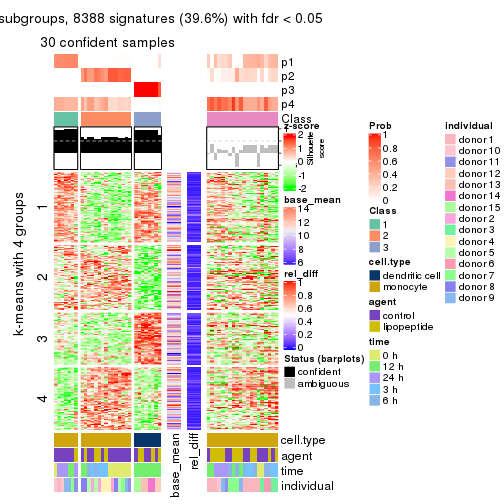 subgroups, 8388 signatures (39.6%) with fdr < 0.05
30 confident samples
p1
p2
p3
p4
Class
Silhouette
score
k-means with 4 groups
1
2
3
4
base_mean
rel_diff
cell.type
agent
time
individual
z-score
2
1
0
-1
-2
base_mean
14
12
10
8
6
rel_diff
1
0.8
0.6
0.4
0.2
0
Status (barplots)
confident
ambiguous
Prob
1
0.8
0.6
0.4
0.2
0
Class
1
2
3
cell.type
dendritic cell
monocyte
agent
control
lipopeptide
time
0 h
12 h
24 h
3 h
6 h
individual
donor 1
donor 10
donor 11
donor 12
donor 13
donor 14
donor 15
donor 2
donor 3
donor 4
donor 5
donor 6
donor 7
donor 8
donor 9